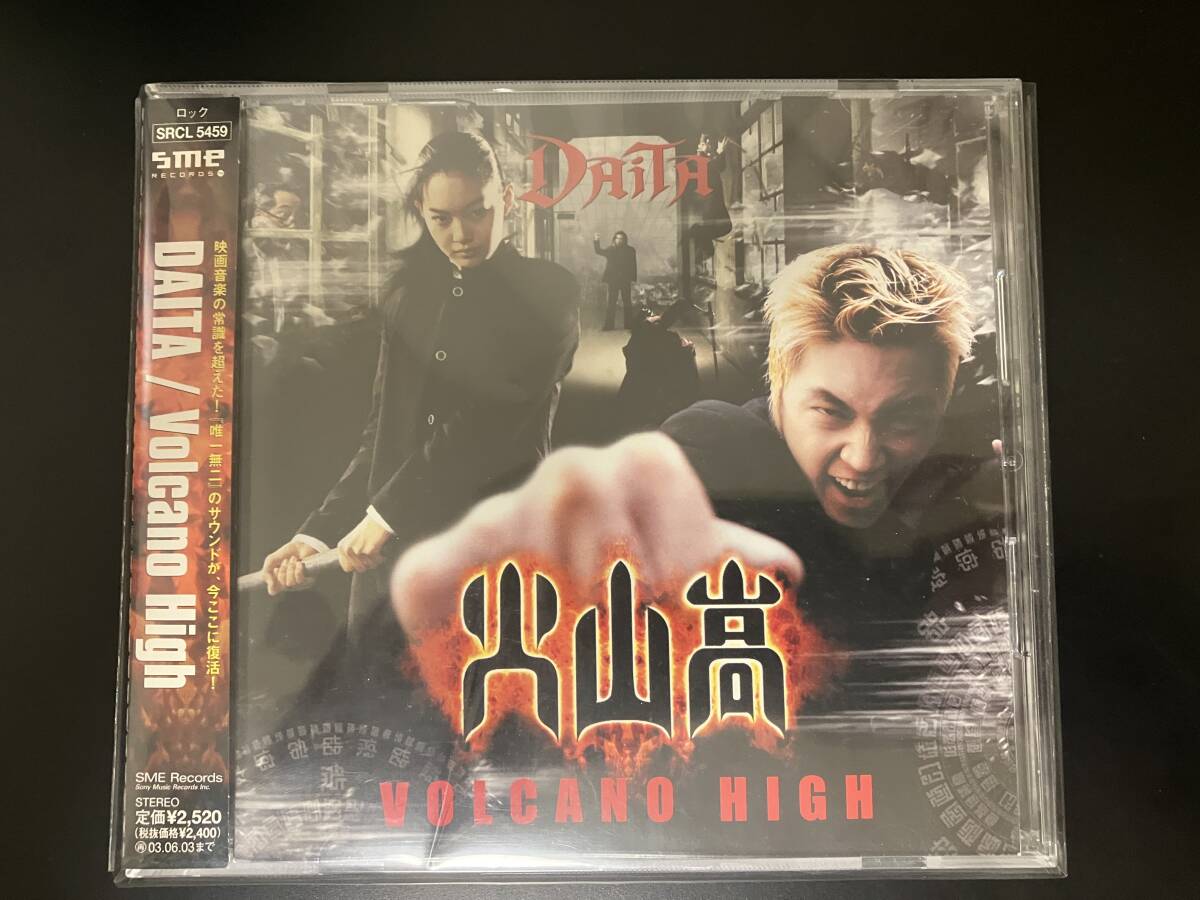 ロック
SRCL 5459
sme
RECORDS
映画音楽の常識を超えた!『唯一無二』のサウンドが、今ここに復活!
DAITA / Volcano High
SME Records
Sony Music Records Inc.
STEREO
定価¥2,520
(税抜価格¥2,400)
再 03.06.03まで
DAiTA
火山高
VOLCANO HIGH